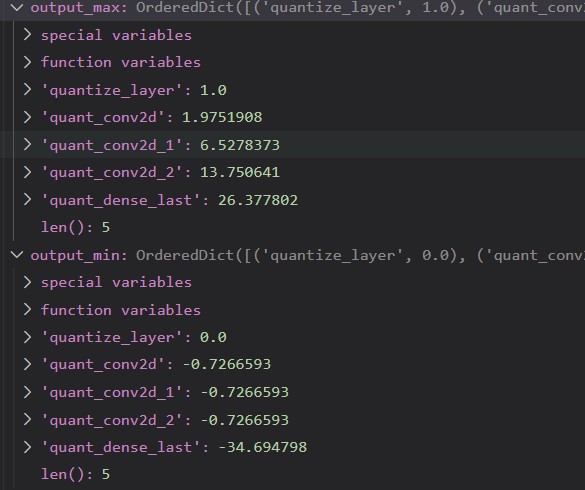 output_max: OrderedDict([('quantize_layer', 1.0), ('quant_conv2
special variables
function variables
'quantize_layer': 1.0
'quant_conv2d': 1.9751908
'quant_conv2d_1': 6.5278373
'quant_conv2d_2': 13.750641
'quant_dense_last': 26.377802
len(): 5
output_min: OrderedDict([('quantize_layer', 0.0), ('quant_conv
special variables
function variables
'quantize_layer': 0.0
'quant_conv2d': -0.7266593
'quant_conv2d_1': -0.7266593
'quant_conv2d_2': -0.7266593
'quant_dense_last': -34.694798
len(): 5